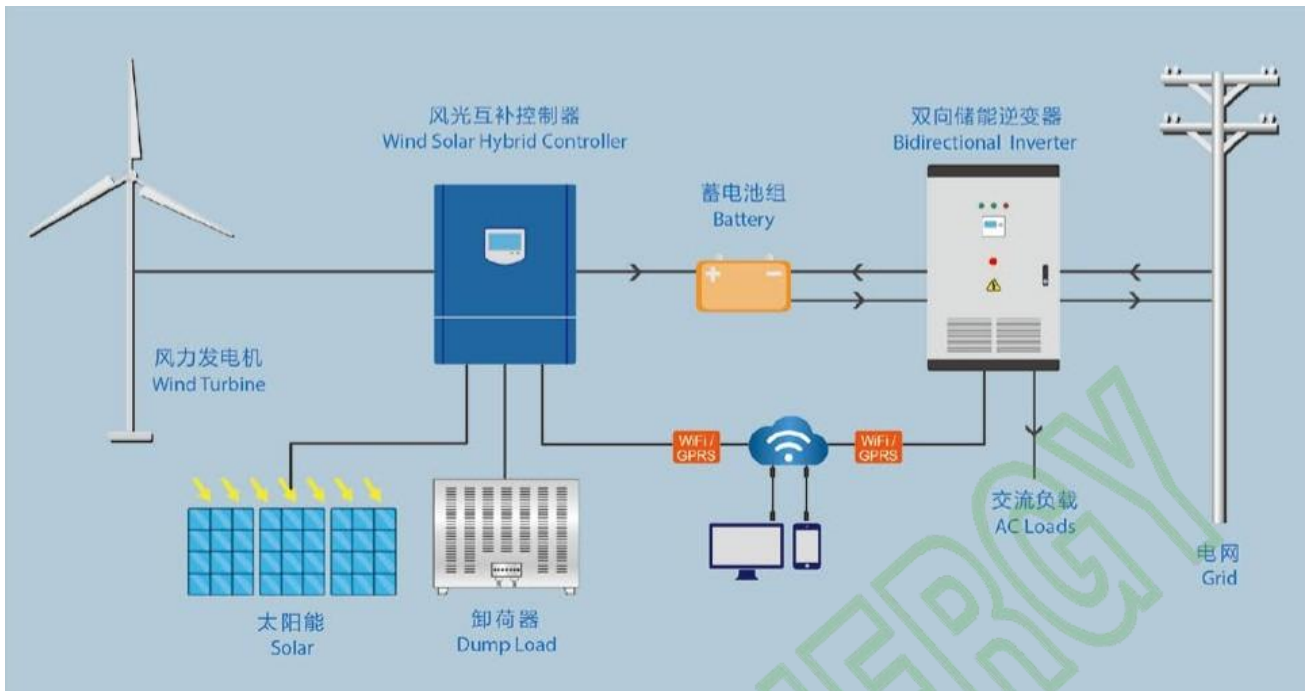 风光互补控制器
Wind Solar Hybrid Controller
双向储能逆变器
Bidirectional Inverter
蓄电池组
Battery
风力发电机
Wind Turbine
WiFi /
GPRS
WiFi /
GPRS
交流负载
AC Loads
电网
Grid
太阳能
Solar
卸荷器
Dump Load
ERGY